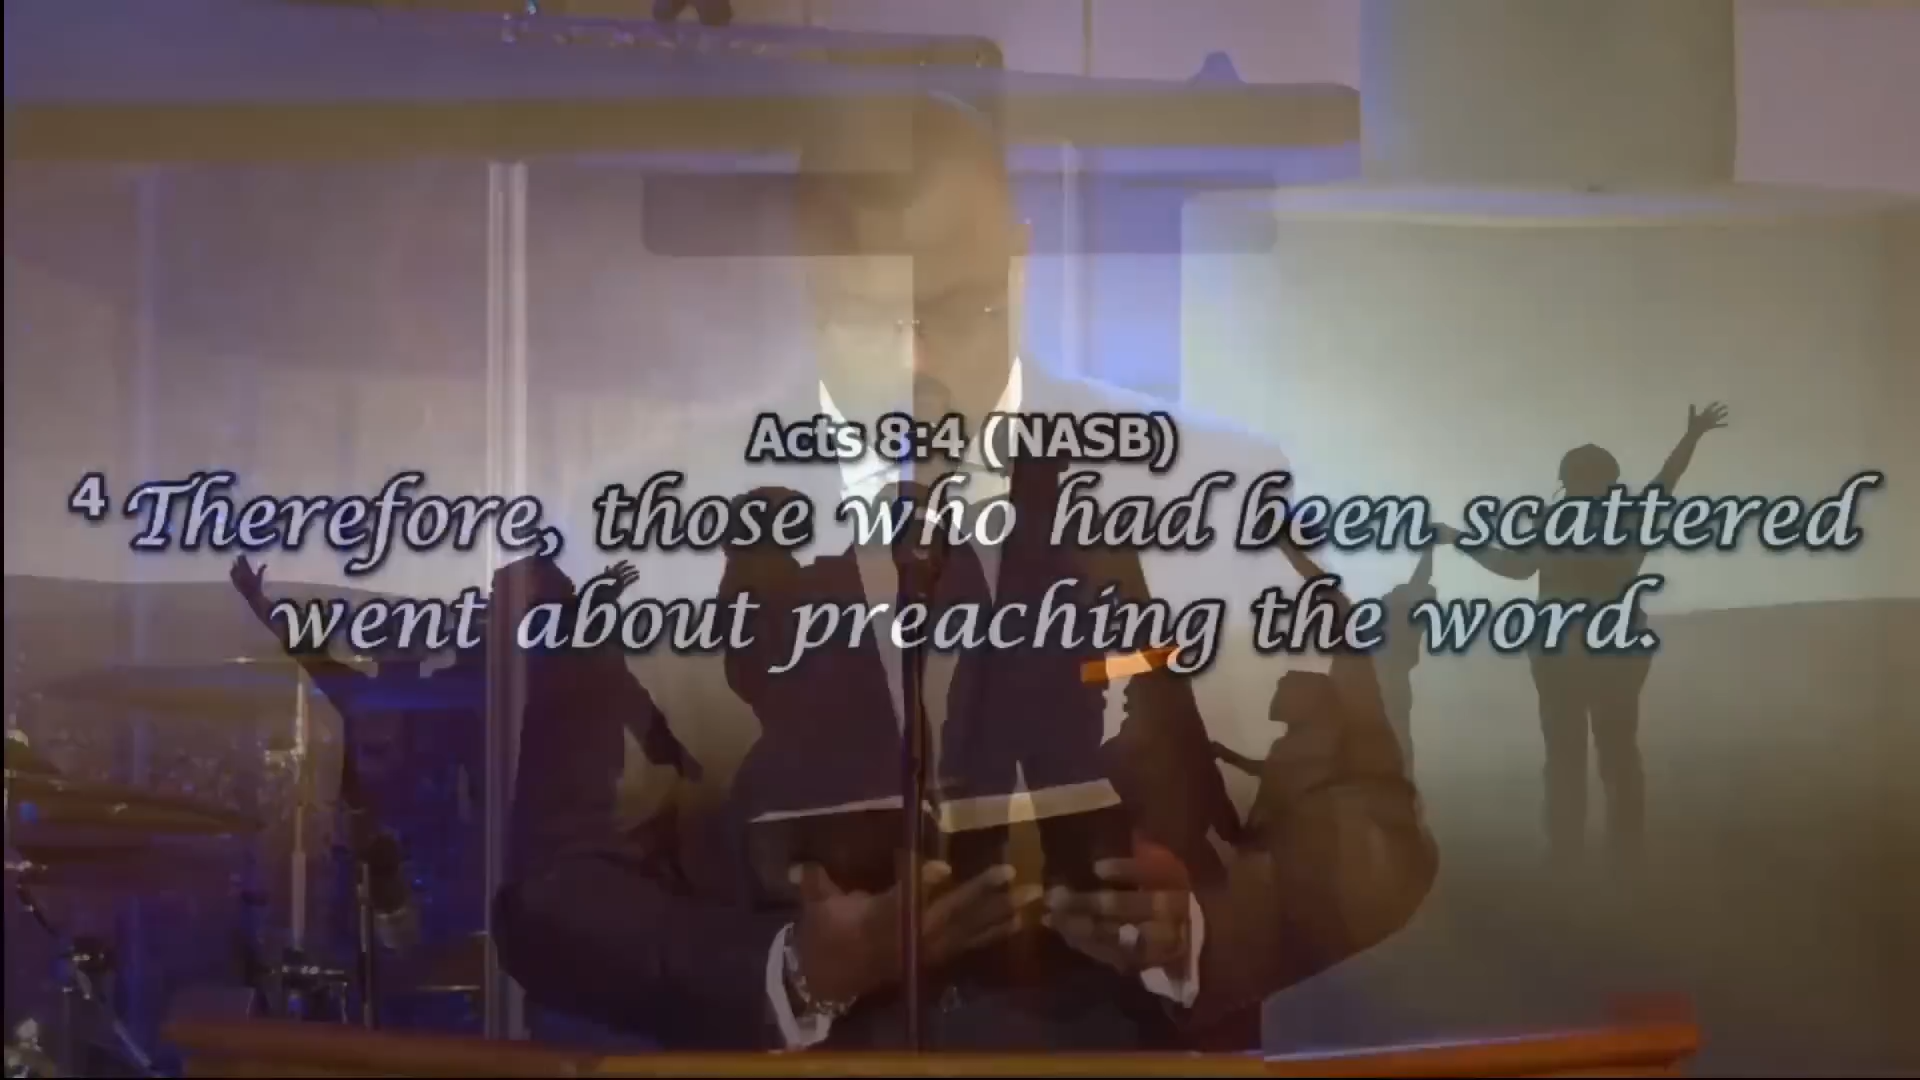 Acts 8:4 (NASB)
4 Therefore, those who had been scattered
went about preaching the word.